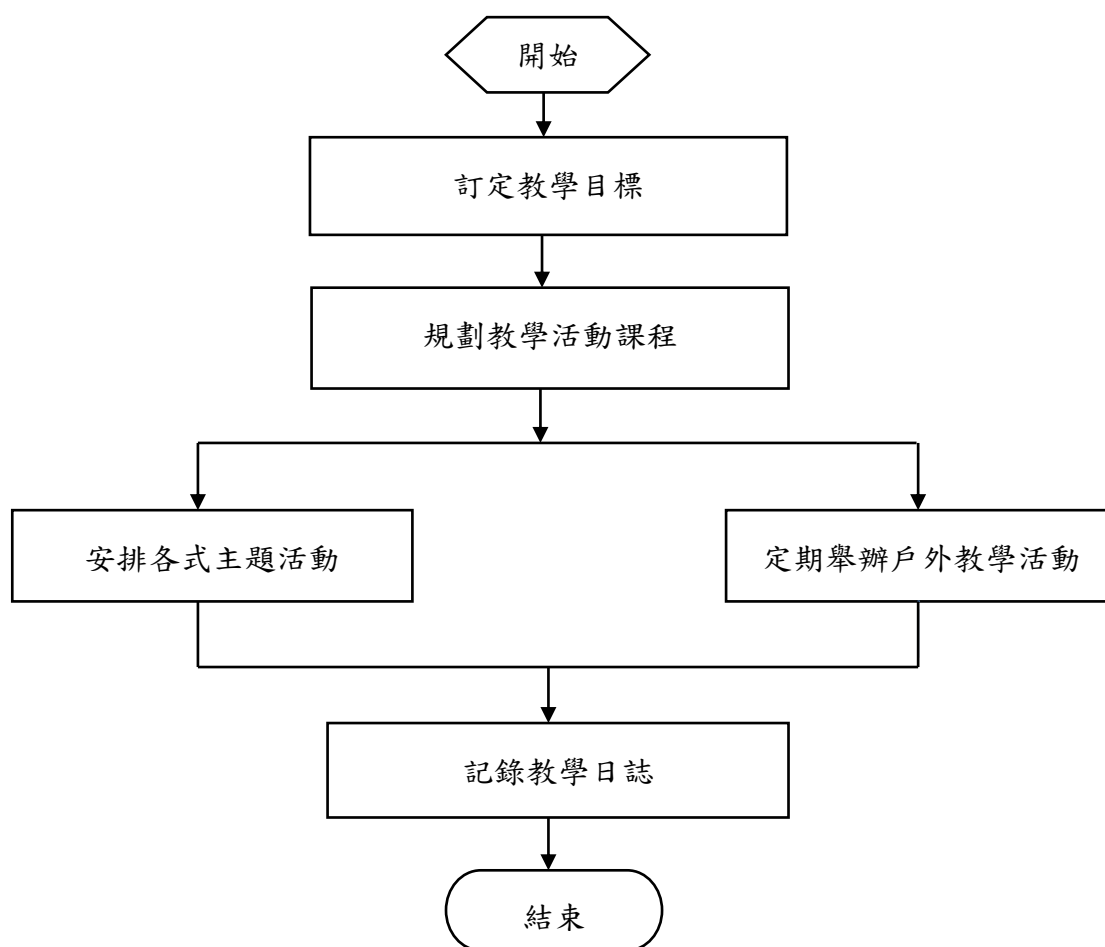 開始
訂定教學目標
規劃教學活動課程
安排各式主題活動
定期舉辦戶外教學活動
記錄教學日誌
結束